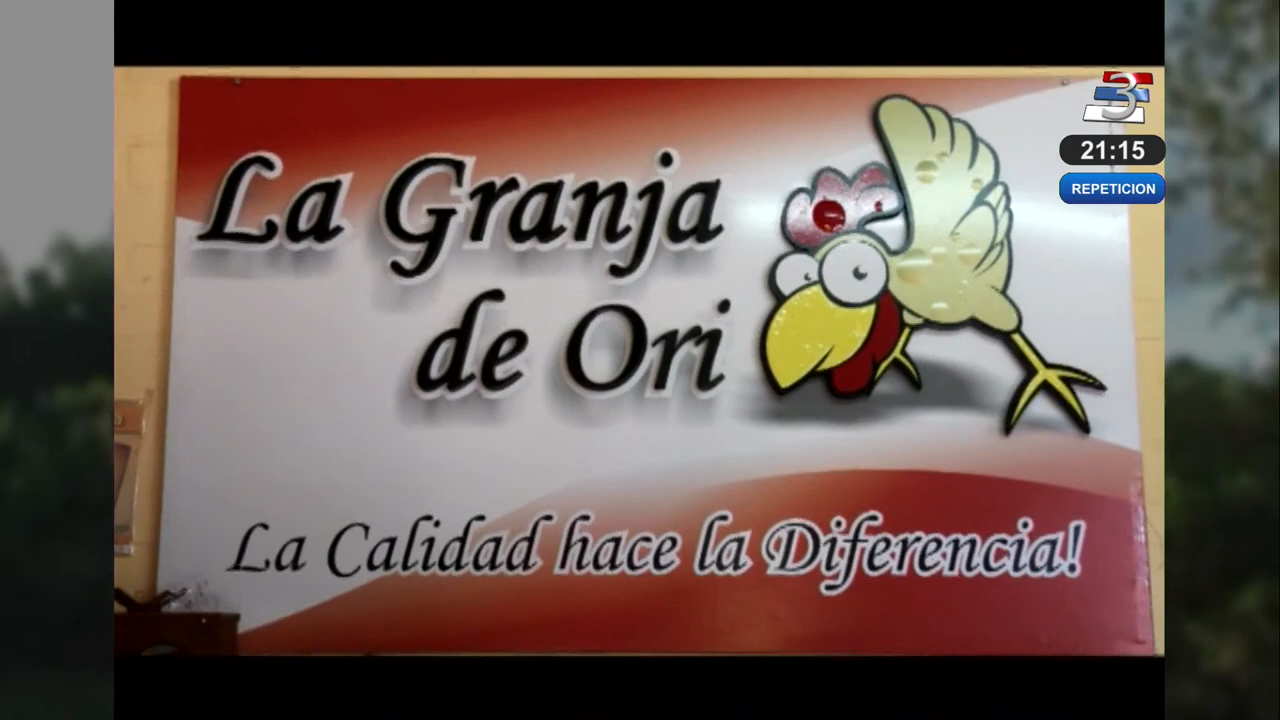 La Granja
de Ori
La Calidad hace la Diferencia!
3
21:15
REPETICION